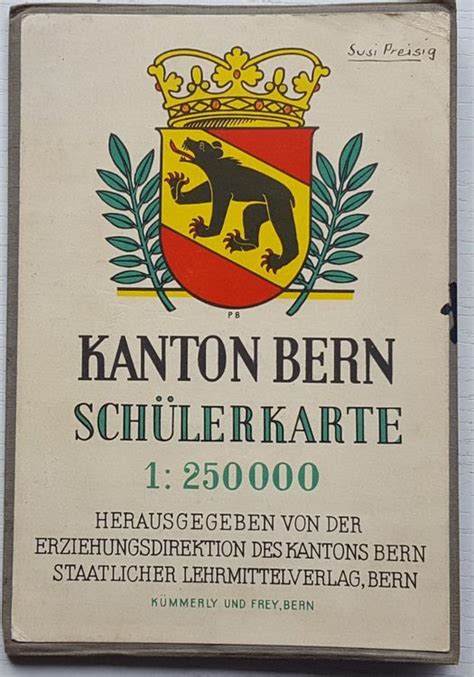 Susi Preisig
PB
KANTON BERN
SCHÜLERKARTE
1: 250000
HERAUSGEGEBEN VON DER
ERZIEHUNGSDIREKTION DES KANTONS BERN
STAATLICHER LEHRMITTELVERLAG, BERN
KÜMMERLY UND FREY, BERN